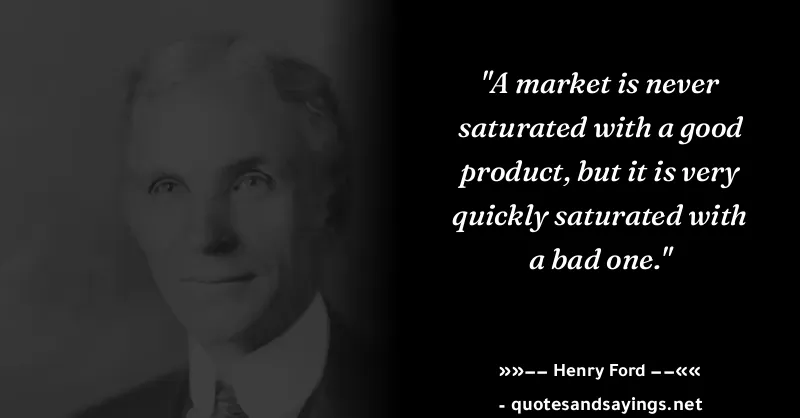 "A market is never
saturated with a good
product, but it is very
quickly saturated with
a bad one."
»»−− Henry Ford −−««
- quotesandsayings.net